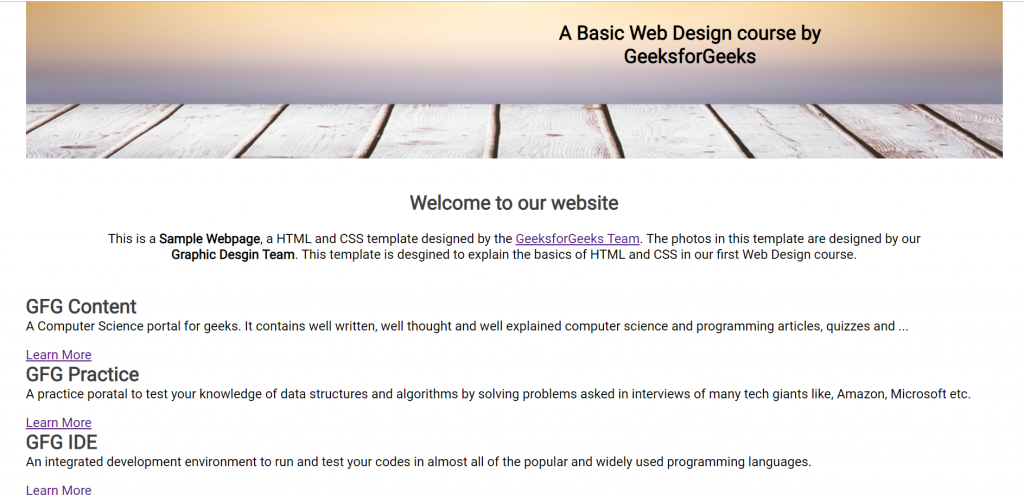 A Basic Web Design course by
GeeksforGeeks
Welcome to our website
This is a Sample Webpage, a HTML and CSS template designed by the GeeksforGeeks Team. The photos in this template are designed by our
Graphic Desgin Team. This template is desgined to explain the basics of HTML and CSS in our first Web Design course.
GFG Content
A Computer Science portal for geeks. It contains well written, well thought and well explained computer science and programming articles, quizzes and ...
Learn More
GFG Practice
A practice poratal to test your knowledge of data structures and algorithms by solving problems asked in interviews of many tech giants like, Amazon, Microsoft etc.
Learn More
GFG IDE
An integrated development environment to run and test your codes in almost all of the popular and widely used programming languages.
Learn More